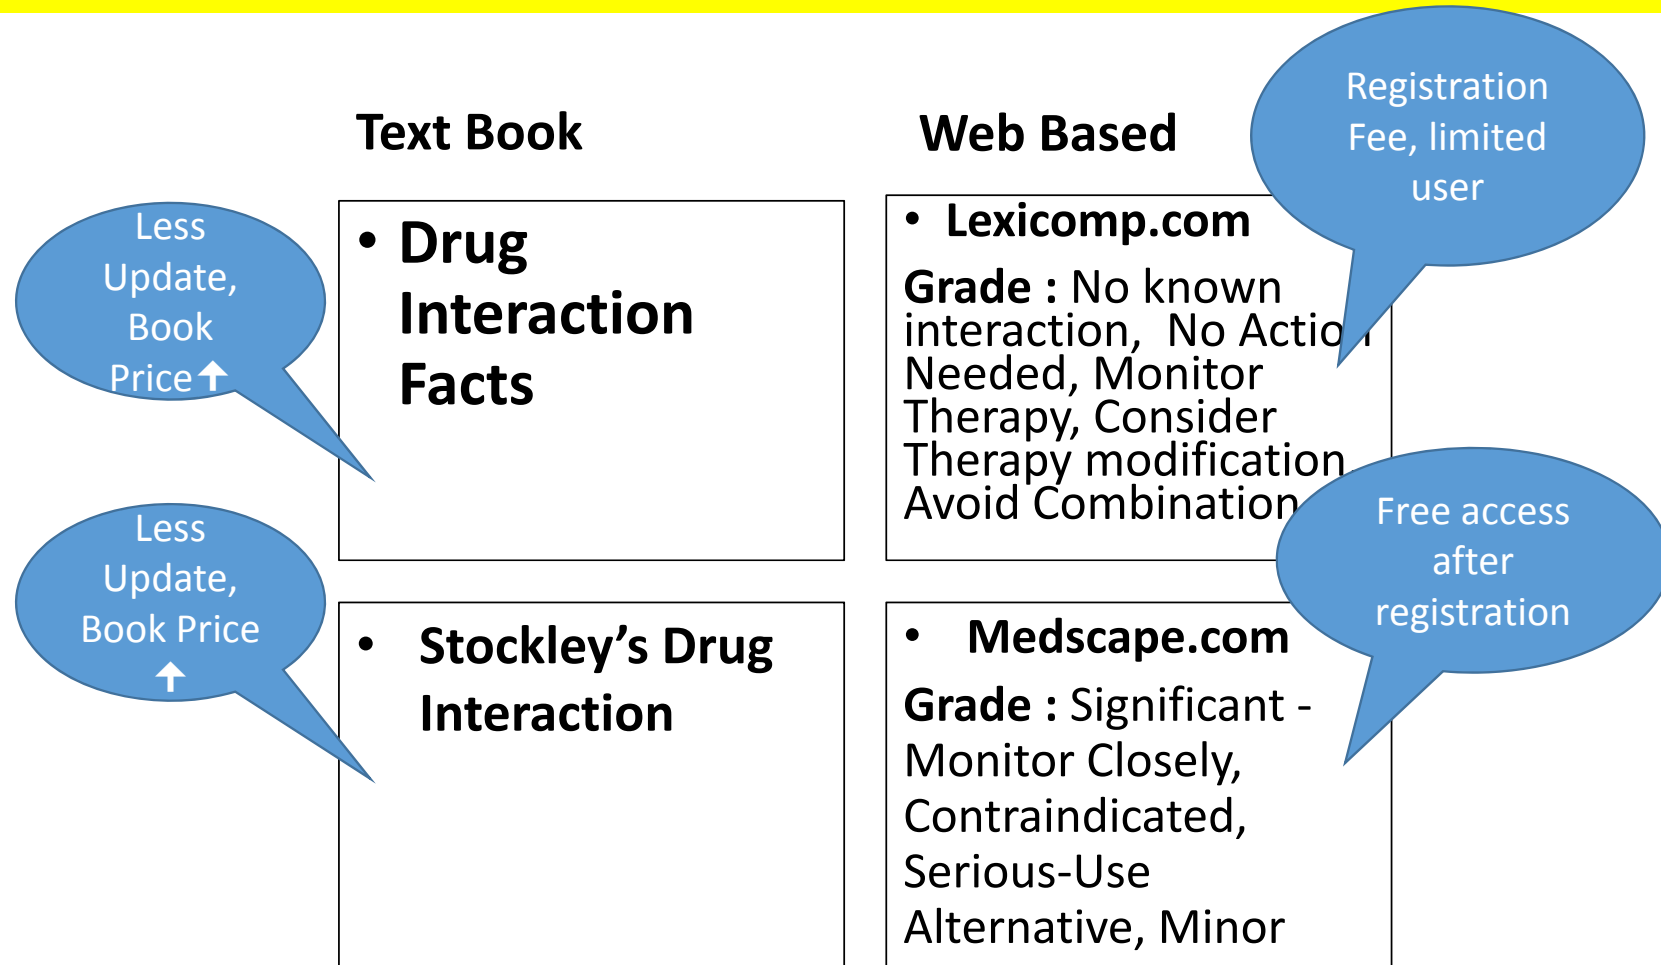 Text Book
Less
Update,
Book
Price↑
• Drug
Interaction
Facts
Less
Update,
Book Price
↑
• Stockley’s Drug
Interaction
Web Based
Registration
Fee, limited
user
• Lexicomp.com
Grade : No known
interaction, No Action
Needed, Monitor
Therapy, Consider
Therapy modification,
Avoid Combination
Free access
after
registration
• Medscape.com
Grade : Significant -
Monitor Closely,
Contraindicated,
Serious-Use
Alternative, Minor